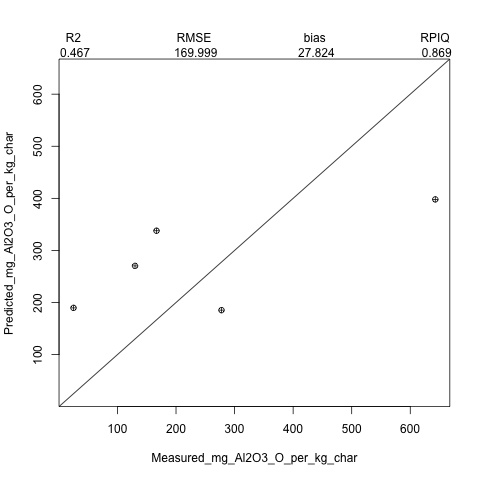 R2 RMSE bias RPIQ
0.467 169.999 27.824 0.869
Predicted_mg_Al2O3_O_per_kg_char
600
500
400
300
200
100
100 200 300 400 500 600
Measured_mg_Al2O3_O_per_kg_char